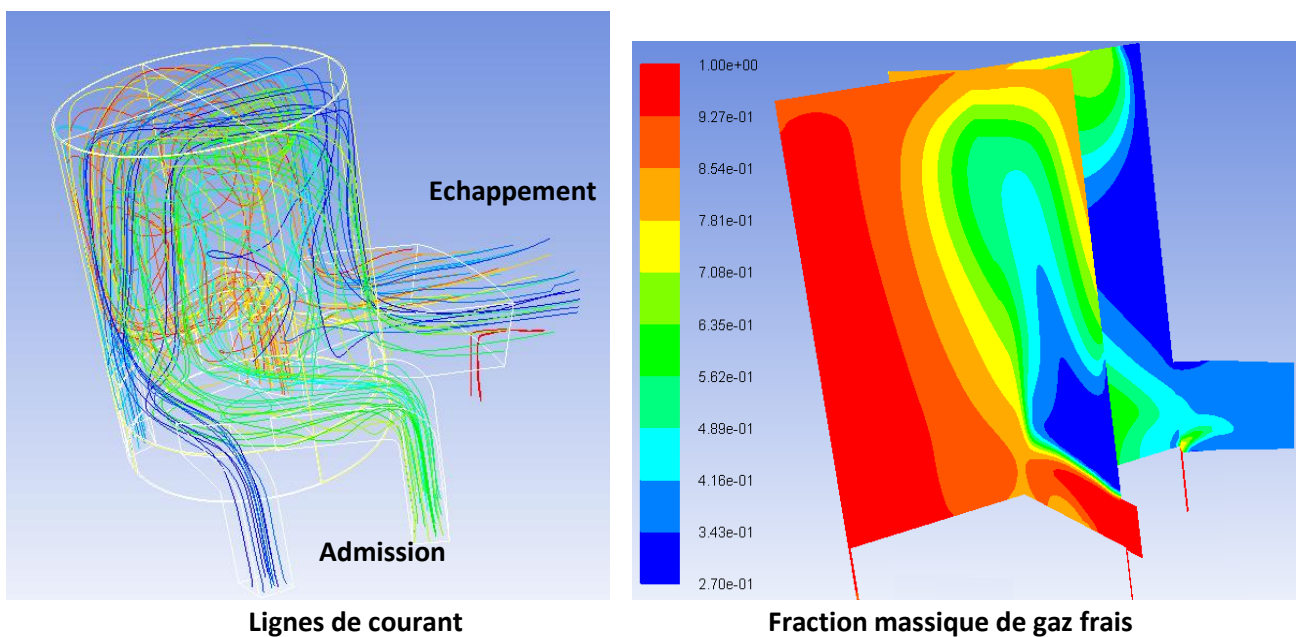 Echappement
Admission
1.00e+00
9.27e-01
8.54e-01
7.81e-01
7.08e-01
6.35e-01
5.62e-01
4.89e-01
4.16e-01
3.43e-01
2.70e-01
Lignes de courant
Fraction massique de gaz frais